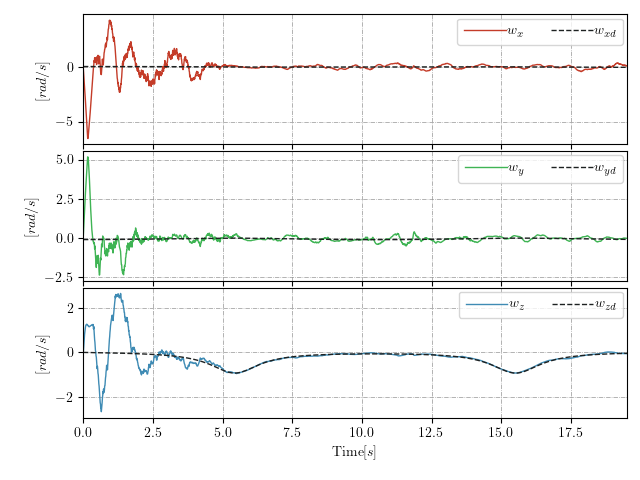 w_x w_xd
0
−5
[rad/s]
w_y w_yd
5.0
2.5
0.0
−2.5
[rad/s]
w_z w_zd
2
0
−2
[rad/s]
0.0 2.5 5.0 7.5 10.0 12.5 15.0 17.5
Time[s]